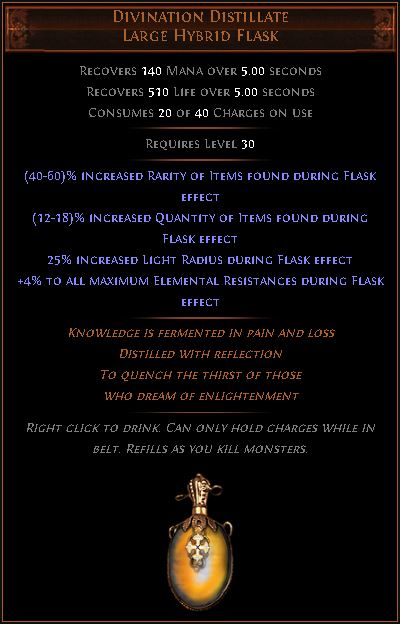 Divination Distillate
Large Hybrid Flask
Recovers 140 Mana over 5.00 seconds
Recovers 510 Life over 5.00 seconds
Consumes 20 of 40 Charges on use
Requires Level 30
(40-60)% increased Rarity of Items found during Flask
effect
(12-18)% increased Quantity of Items found during
Flask effect
25% increased Light Radius during Flask effect
+4% to all maximum Elemental Resistances during Flask
effect
Knowledge is fermented in pain and loss
Distilled with reflection
To quench the thirst of those
who dream of enlightenment
Right click to drink. Can only hold charges while in
belt. Refills as you kill monsters.